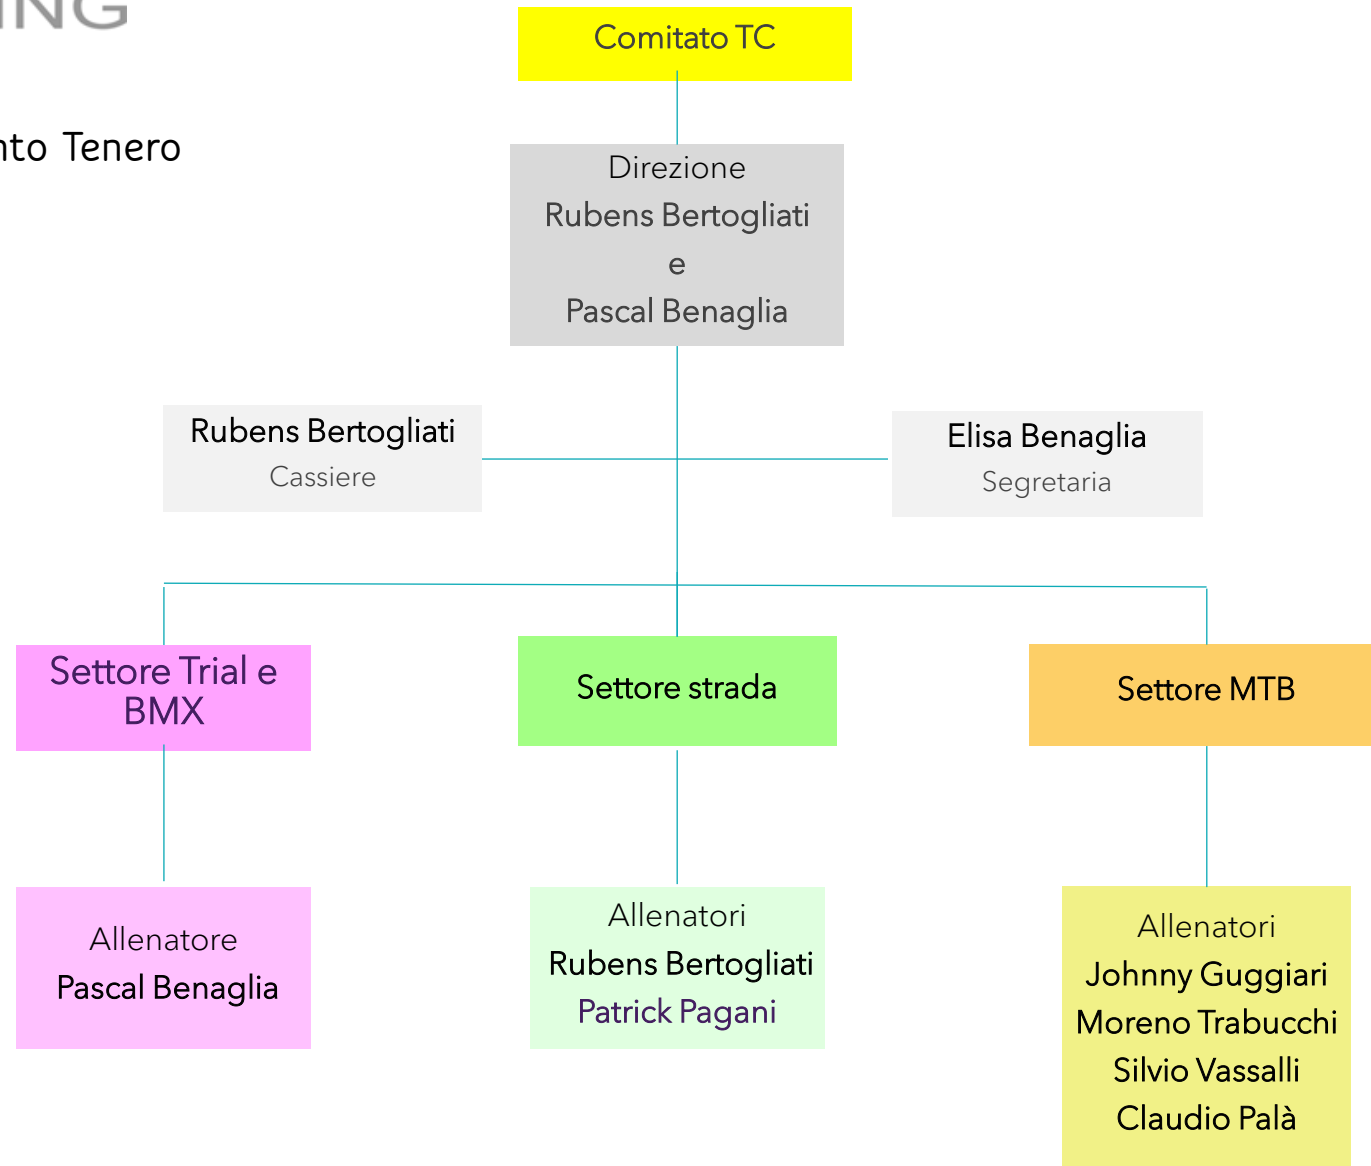 Tenero
Comitato TC
Direzione
Rubens Bertogliati
e
Pascal Benaglia
Rubens Bertogliati
Cassiere
Elisa Benaglia
Segretaria
Settore Trial e
BMX
Settore strada
Settore MTB
Allenatore
Pascal Benaglia
Allenatori
Rubens Bertogliati
Patrick Pagani
Allenatori
Johnny Guggiari
Moreno Trabucchi
Silvio Vassalli
Claudio Palà